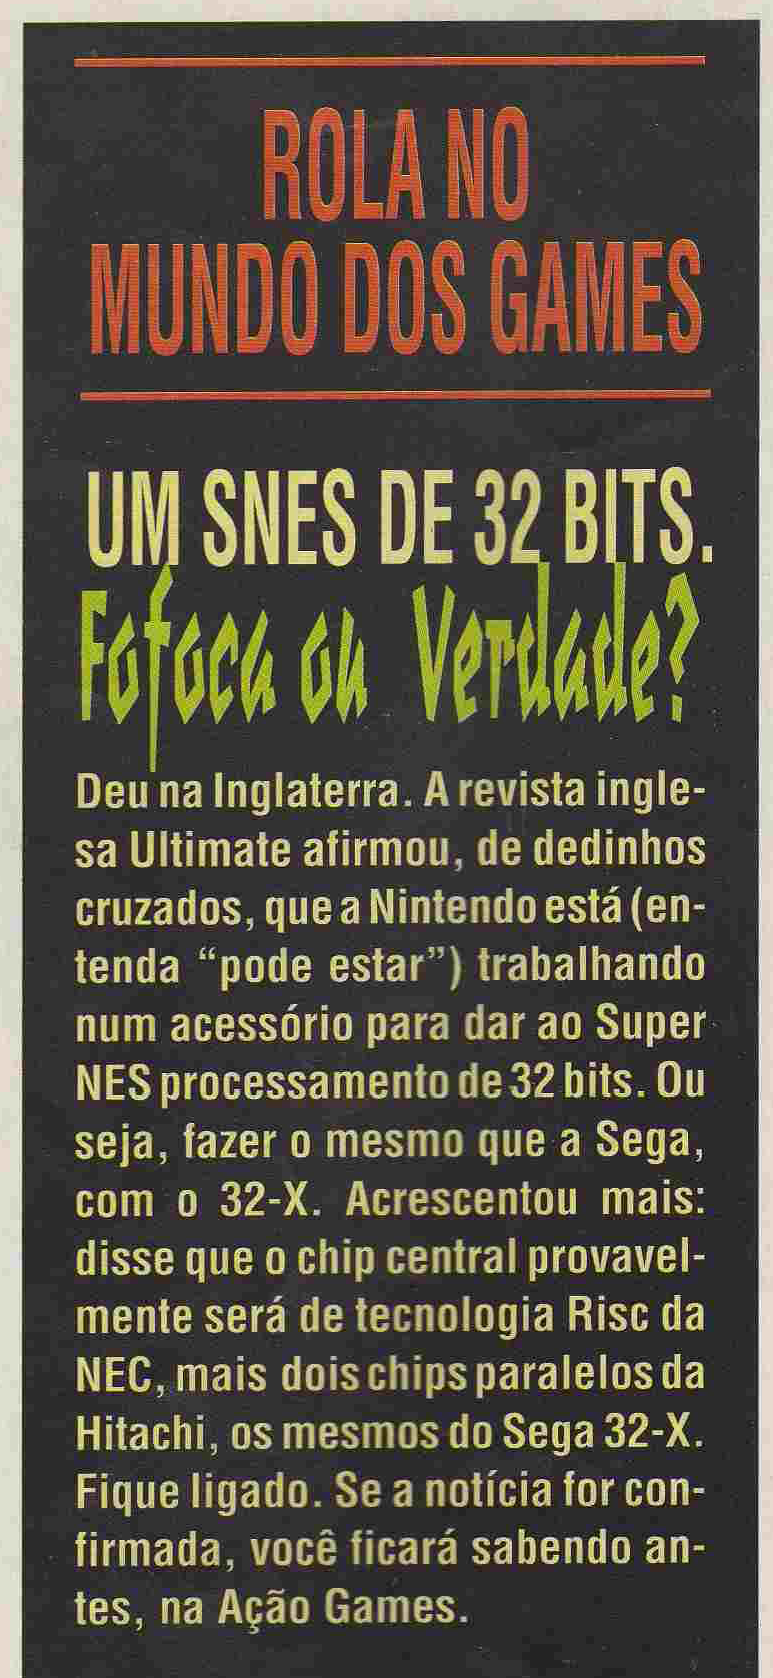 ROLA NO
MUNDO DOS GAMES
UM SNES DE 32 BITS.
Fofoca ou Verdade?
Deu na Inglaterra. A revista ingle-
sa Ultimate afirmou, de dedinhos
cruzados, que a Nintendo está (en-
tenda “pode estar”) trabalhando
num acessório para dar ao Super
NES processamento de 32 bits. Ou
seja, fazer o mesmo que a Sega,
com o 32-X. Acrescentou mais:
disse que o chip central provavel-
mente será de tecnologia Risc da
NEC, mais dois chips paralelos da
Hitachi, os mesmos do Sega 32-X.
Fique ligado. Se a notícia for con-
firmada, você ficará sabendo an-
tes, na Ação Games.